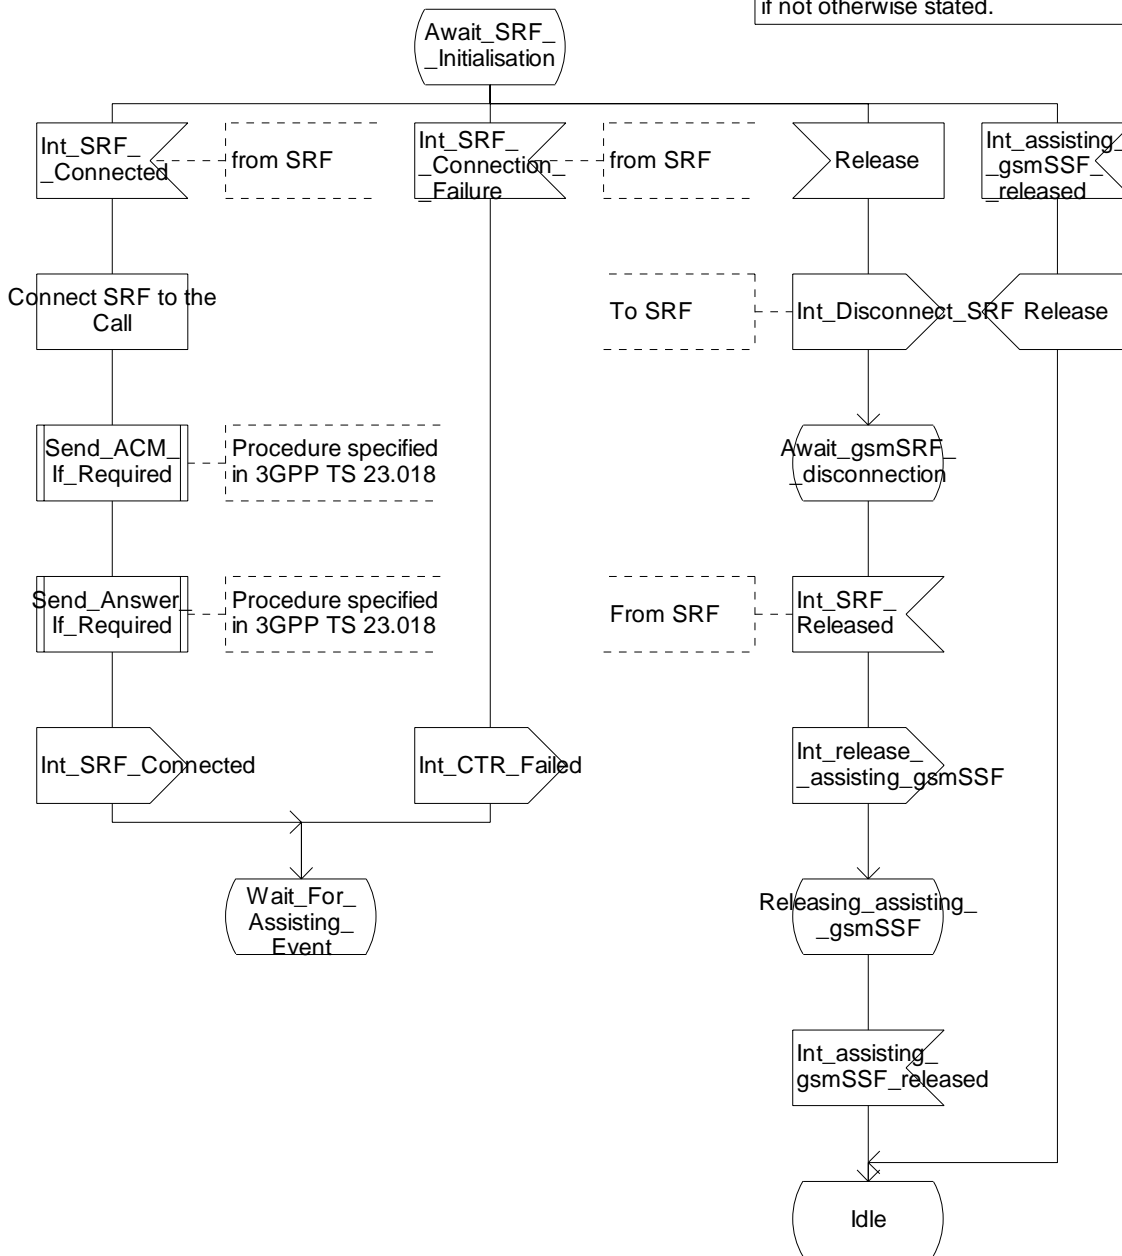 if not otherwise stated.
Await_SRF_
_Initialisation
Int_SRF_
_Connected
from SRF
Int_SRF_
_Connection_
_Failure
from SRF
Release
Int_assisting_
_gsmSSF_
_released
Connect SRF to the
Call
To SRF
Int_Disconnect_SRF
Release
Send_ACM_
If_Required
Procedure specified
in 3GPP TS 23.018
Await_gsmSRF_
_disconnection
Send_Answer_
If_Required
Procedure specified
in 3GPP TS 23.018
From SRF
Int_SRF_
Released
Int_SRF_Connected
Int_CTR_Failed
Int_release_
_assisting_gsmSSF
Wait_For_
Assisting_
Event
Releasing_assisting_
_gsmSSF
Int_assisting_
gsmSSF_released
Idle